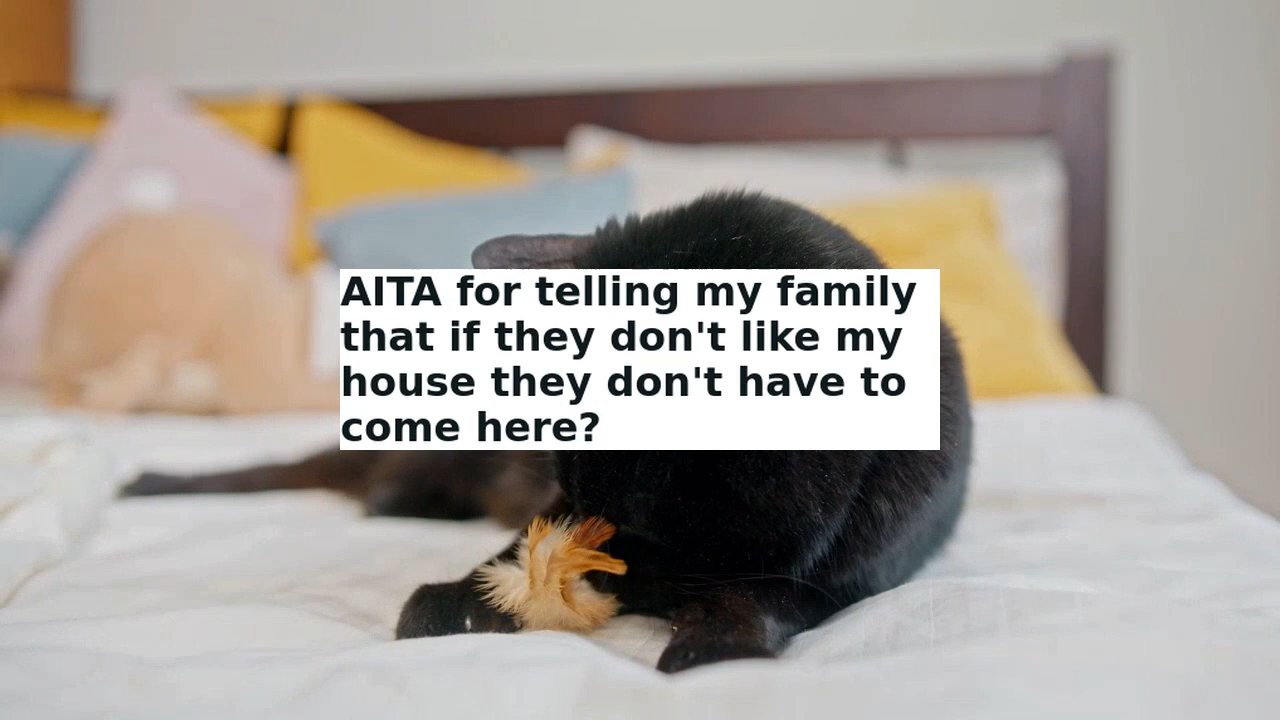 AITA for telling my family
that if they don't like my
house they don't have to
come here?